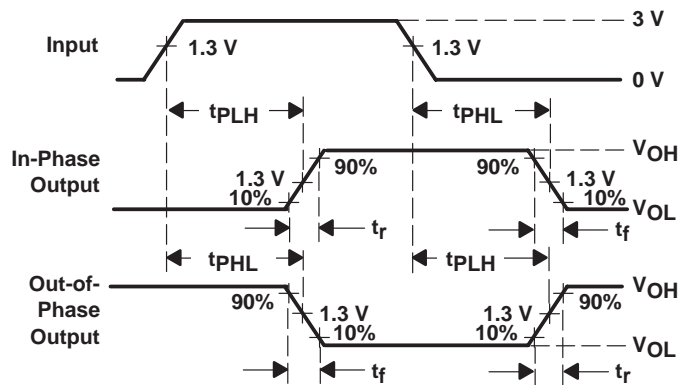 3 V
Input
1.3 V
1.3 V
0 V
tPLH
tPHL
In-Phase
Output
VOH
90%
90%
1.3 V
1.3 V
10%
10%
VOL
tr
tf
tPHL
tPLH
Out-of-
Phase
Output
VOH
90%
90%
1.3 V
1.3 V
10%
10%
VOL
tf
tr